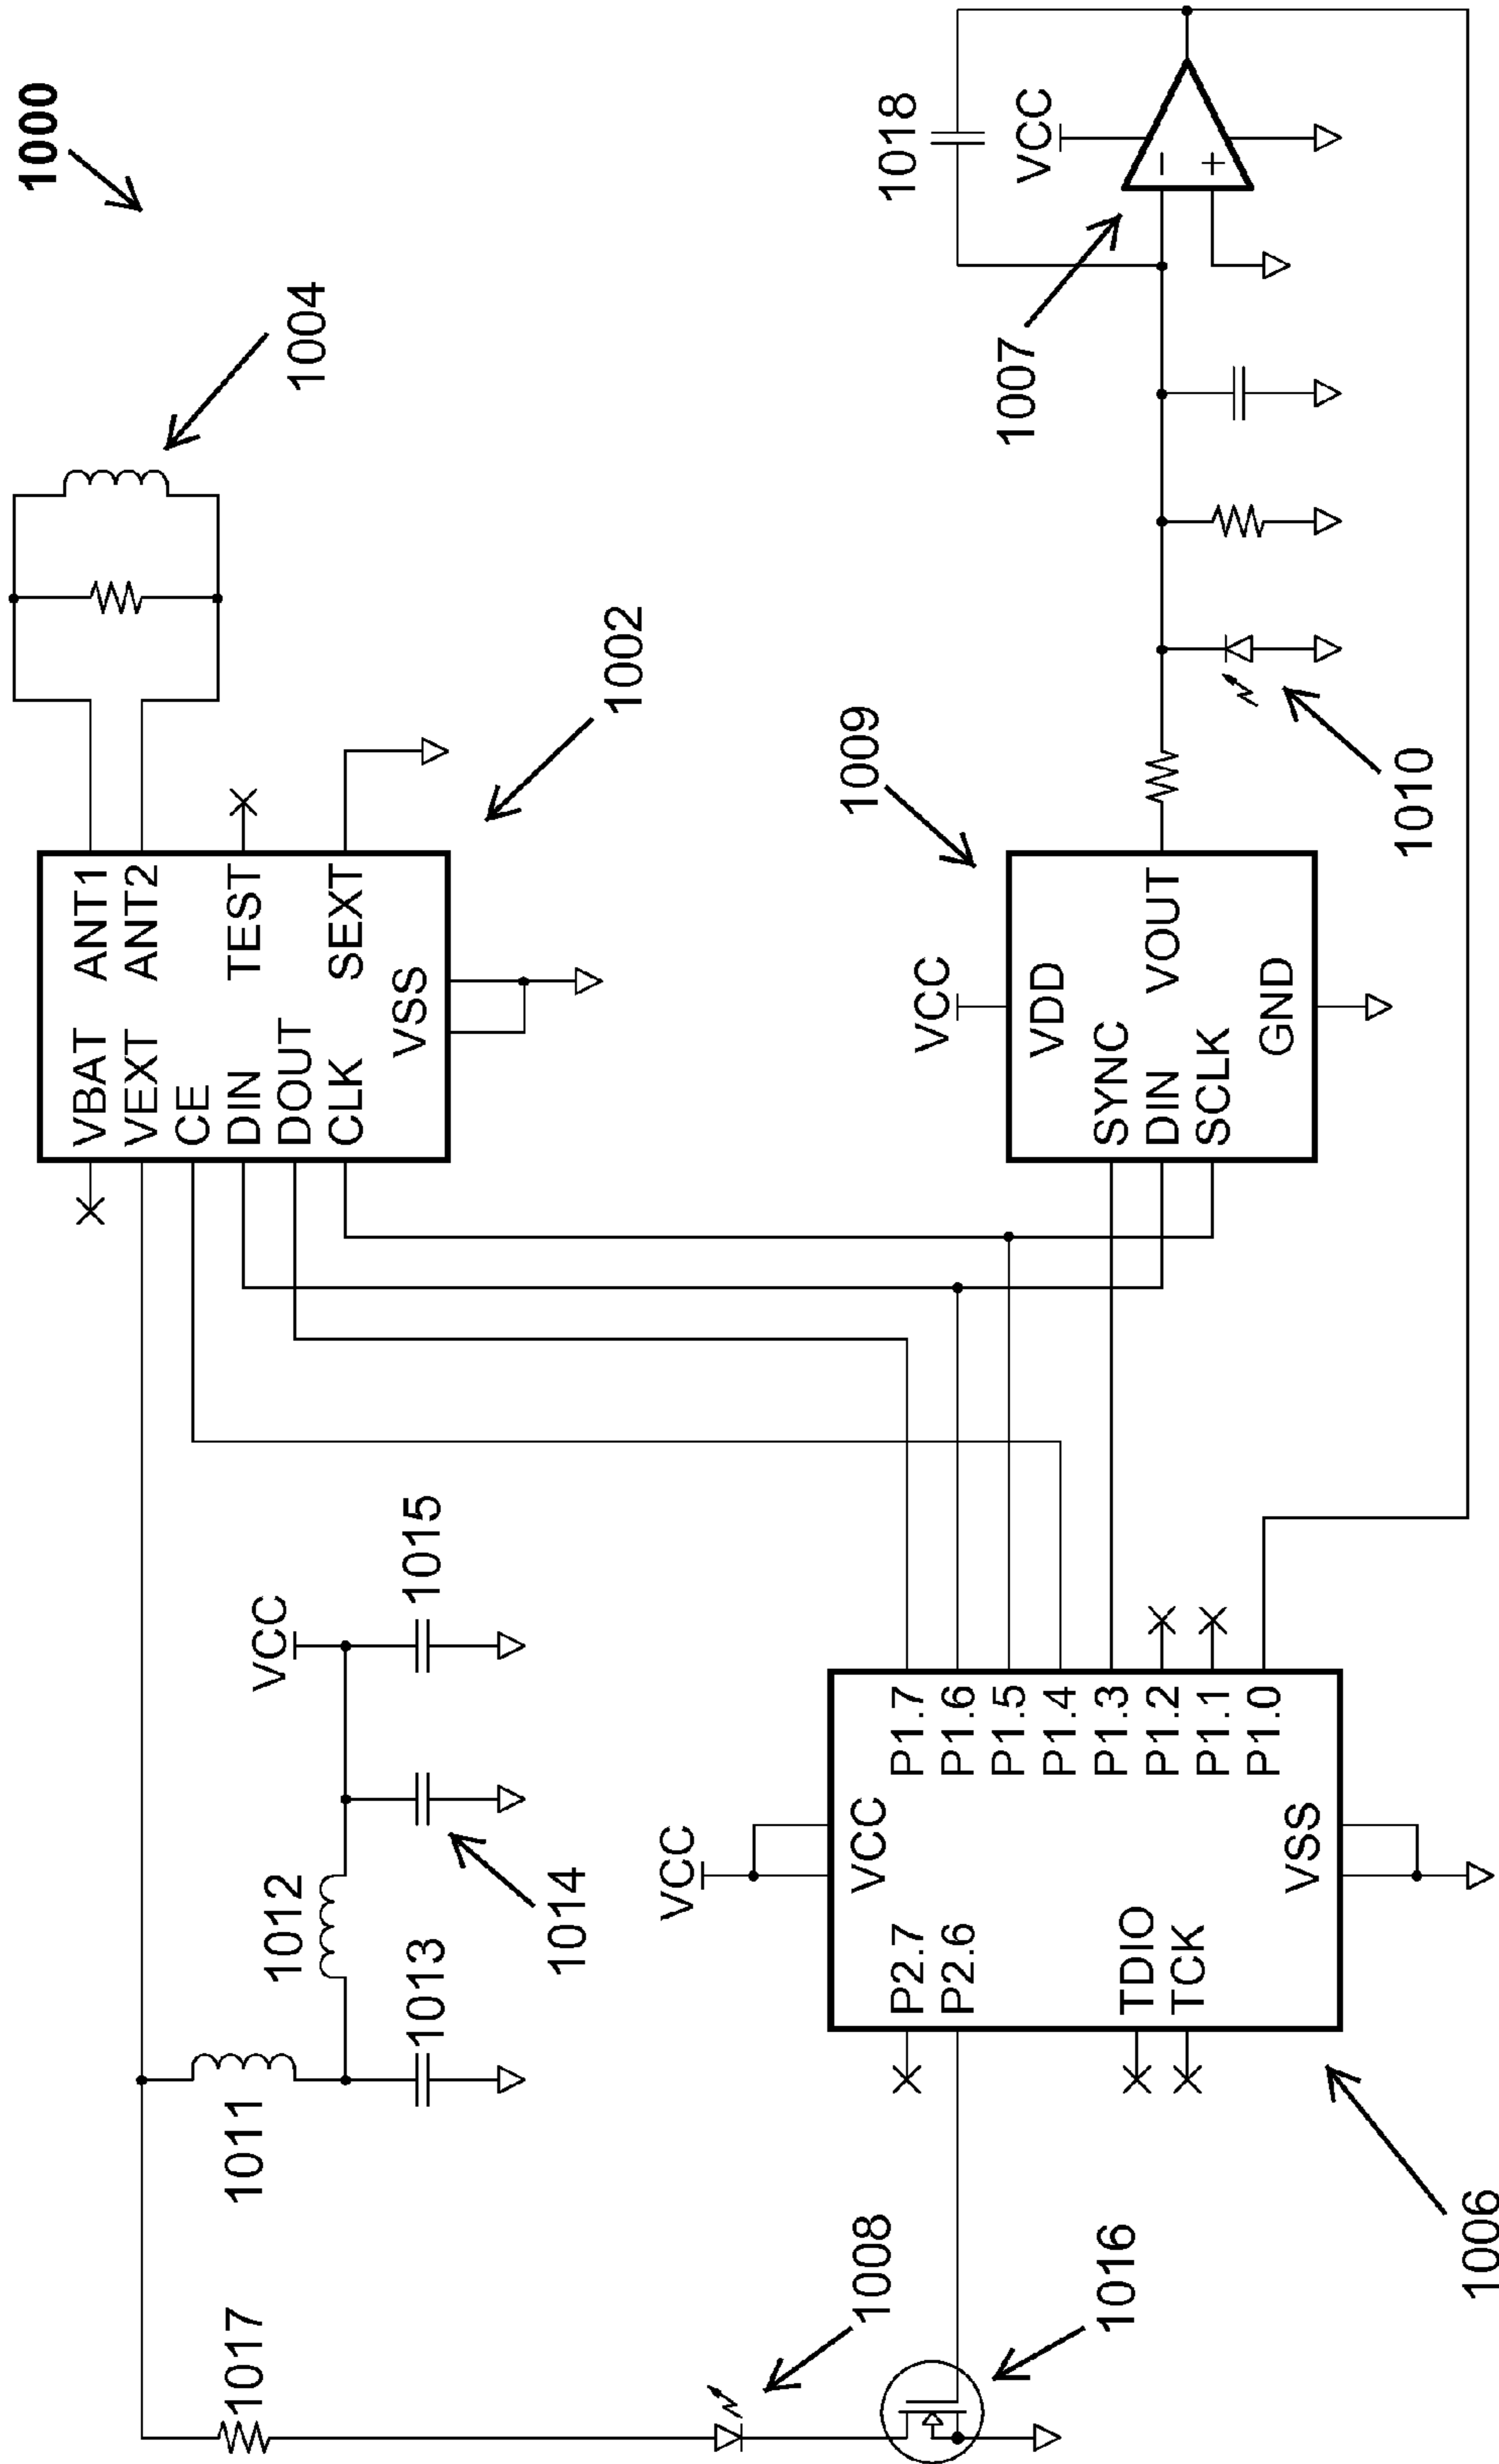 1000
1004
1002
VBAT
VEXT
CE
DIN
DOUT
CLK
VSS
ANT1
ANT2
TEST
SEXT
1017
1011
1012
1013
1014
VCC
1015
1008
1016
1006
VCC
P2.7
P2.6
TDIO
TCK
VCC
VSS
P1.7
P1.6
P1.5
P1.4
P1.3
P1.2
P1.1
P1.0
1009
VCC
VDD
SYNC
DIN
SCLK
VOUT
GND
1010
1007
1018
VCC
−
+